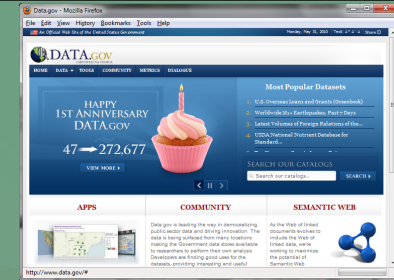 Data.gov - Mozilla Firefox
File Edit View History Bookmarks Tools Help
An Official Web Site of the United States Government
Monday, May 31, 2010
Text: A+ A- A
Share
DATA.GOV
HOME DATA TOOLS COMMUNITY METRICS DIALOGUE
HAPPY
1ST ANNIVERSARY
DATA.GOV
47 272,677
VIEW MORE
Most Popular Datasets
1. U.S. Overseas Loans and Grants (Greenbook)
2. Worldwide M1+ Earthquakes, Past 7 Days
3. Latest Volumes of Foreign Relations of the...
4. USDA National Nutrient Database for
Standard...
SEARCH OUR CATALOGS
Search our catalogs..
SEARCH
APPS
COMMUNITY
Data.gov is leading the way in democratizing
public sector data and driving innovation. The
data is being surfaced from many locations
making the Government data stores available
to researchers to perform their own analysis.
Developers are finding good uses for the
datasets, providing interesting and useful
SEMANTIC WEB
As the Web of linked
documents evolves to
include the Web of
linked data, we're
working to maximize
the potential of
Semantic Web
http://www.data.gov/#